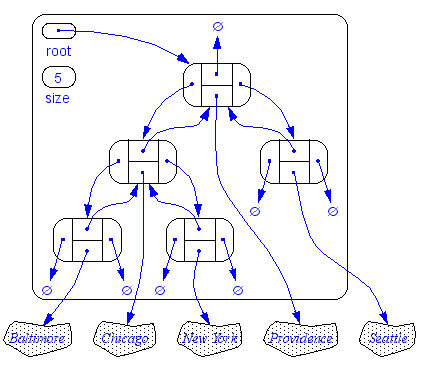 ∅
root
5
size
∅ ∅
∅ ∅ ∅ ∅
Baltimore Chicago New York Providence Seattle